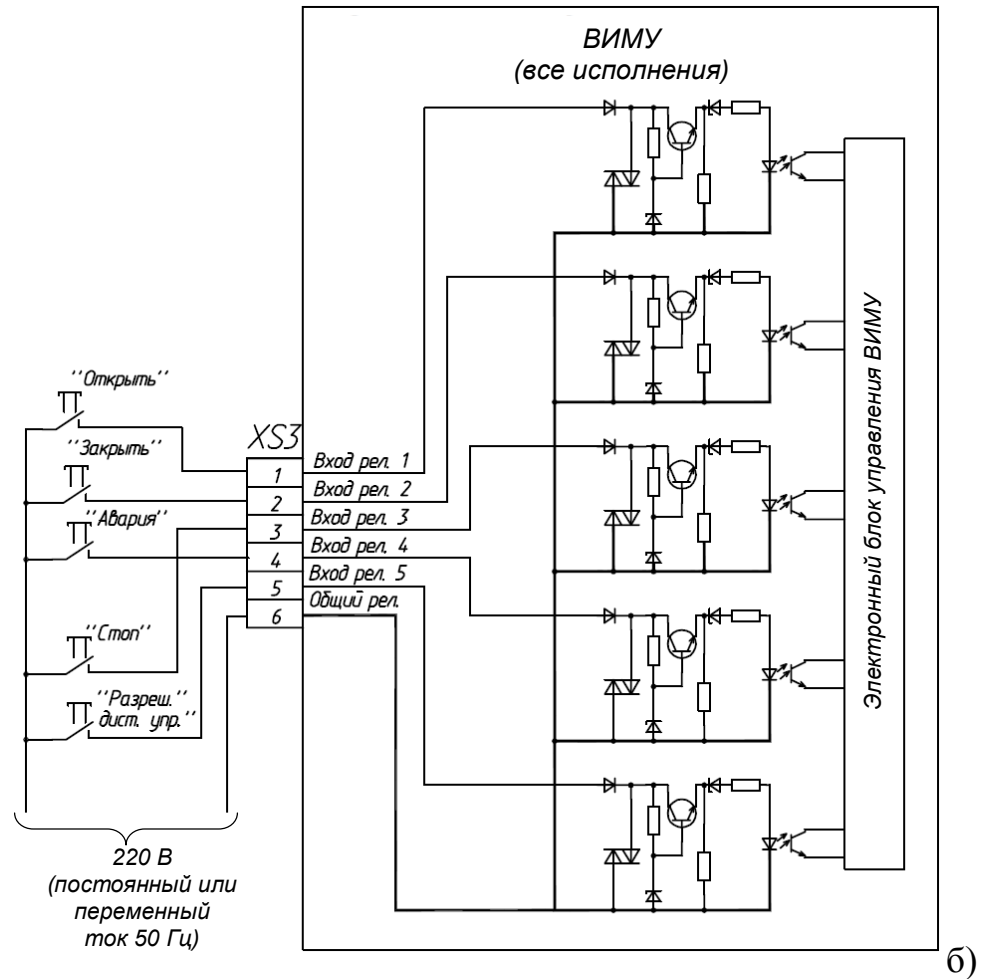 ВИМУ
(все исполнения)
Электронный блок управления ВИМУ
"Открыть"
"Закрыть"
"Авария"
"Стоп"
"Разреш.
дист. упр."
XS3
1
2
3
4
5
6
Вход рел. 1
Вход рел. 2
Вход рел. 3
Вход рел. 4
Вход рел. 5
Общий рел.
220 В
(постоянный или
переменный
ток 50 Гц)
б)